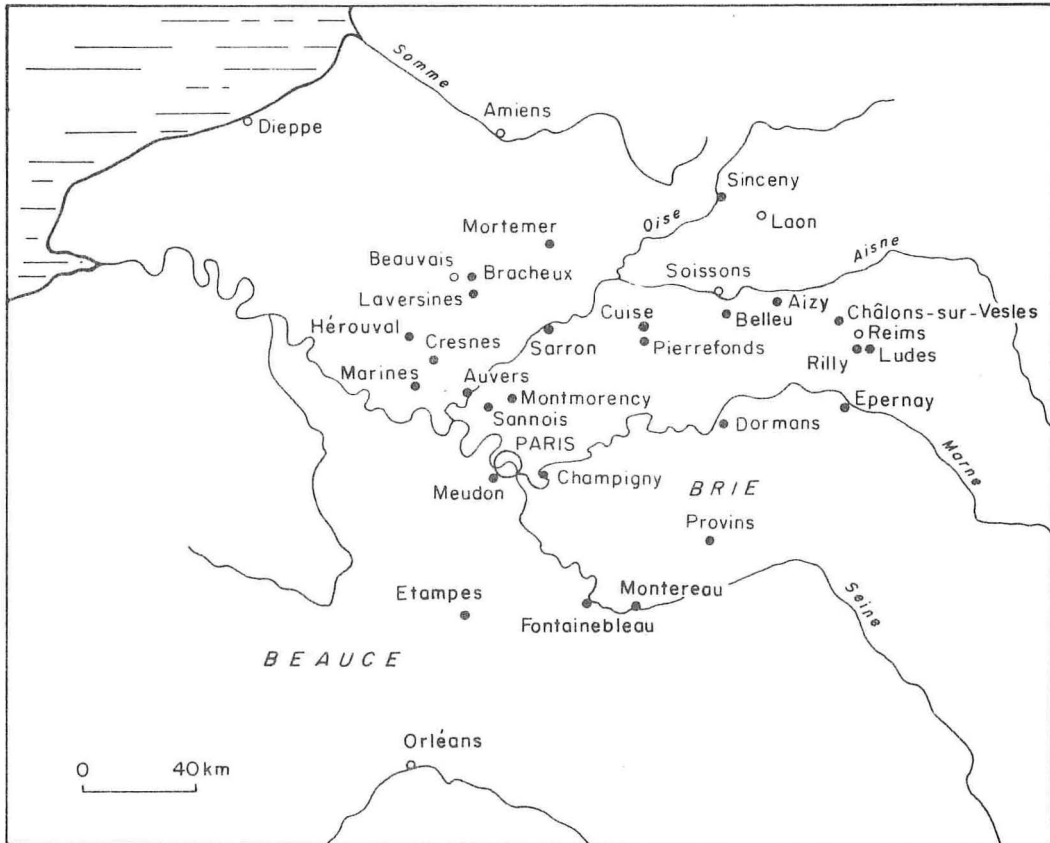 Somme
Amiens
Dieppe
Sinceny
Oise
Laon
Mortemer
Aisne
Beauvais
Bracheux
Soissons
Laversines
Aizy
Châlons-sur-Vesles
Cuise
Belleu
Hérouval
Reims
Cresnes
Sarron
Pierrefonds
Rilly
Ludes
Marines
Auvers
Montmorency
Epernay
Sannois
Dormans
PARIS
Marne
Meudon
Champigny
BRIE
Provins
Etampes
Montereau
Seine
Fontainebleau
BEAUCE
Orléans
0 40 km